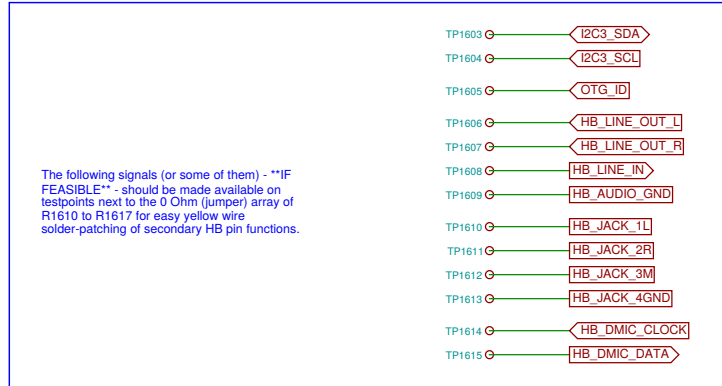 TP1603 I2C3_SDA
TP1604 I2C3_SCL
TP1605 OTG_ID
TP1606 HB_LINE_OUT_L
TP1607 HB_LINE_OUT_R
TP1608 HB_LINE_IN
TP1609 HB_AUDIO_GND
The following signals (or some of them) - **IF
FEASIBLE** - should be made available on
testpoints next to the 0 Ohm (jumper) array of
R1610 to R1617 for easy yellow wire
solder-patching of secondary HB pin functions.
TP1610 HB_JACK_1L
TP1611 HB_JACK_2R
TP1612 HB_JACK_3M
TP1613 HB_JACK_4GND
TP1614 HB_DMIC_CLOCK
TP1615 HB_DMIC_DATA